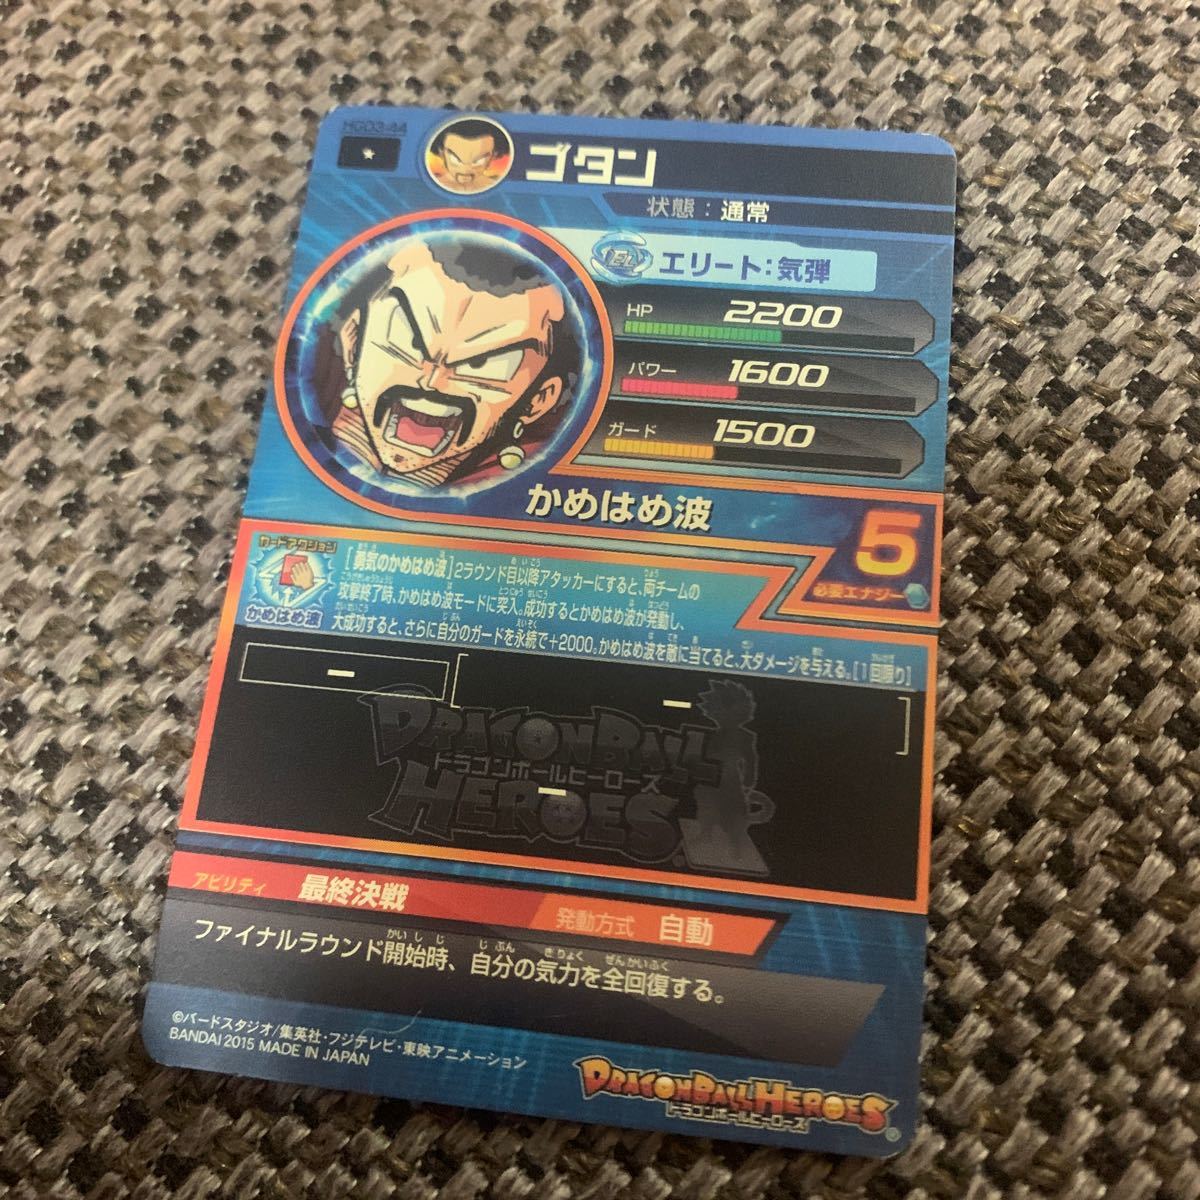 HGD3-44
ゴタン
状態：通常
エリート：気弾
HP 2200
パワー 1600
ガード 1500
かめはめ波
5
必要エナジー
カードアクション
かめはめ波
[勇気のかめはめ波]2ラウンド目以降アタッカーにすると、両チームの
攻撃終了時、かめはめ波モードに突入。成功するとかめはめ波が発動し、
大成功すると、さらに自分のガードを永続で+2000。かめはめ波を敵に当てると、大ダメージを与える。[1回限り]
ー
[ー]
ー
DRAGONBALL
ドラゴンボールヒーローズ
HEROES
アビリティ 最終決戦 発動方式 自動
ファイナルラウンド開始時、自分の気力を全回復する。
©バードスタジオ/集英社・フジテレビ・東映アニメーション
BANDAI 2015 MADE IN JAPAN
DRAGONBALLHEROES
ドラゴンボールヒーローズ